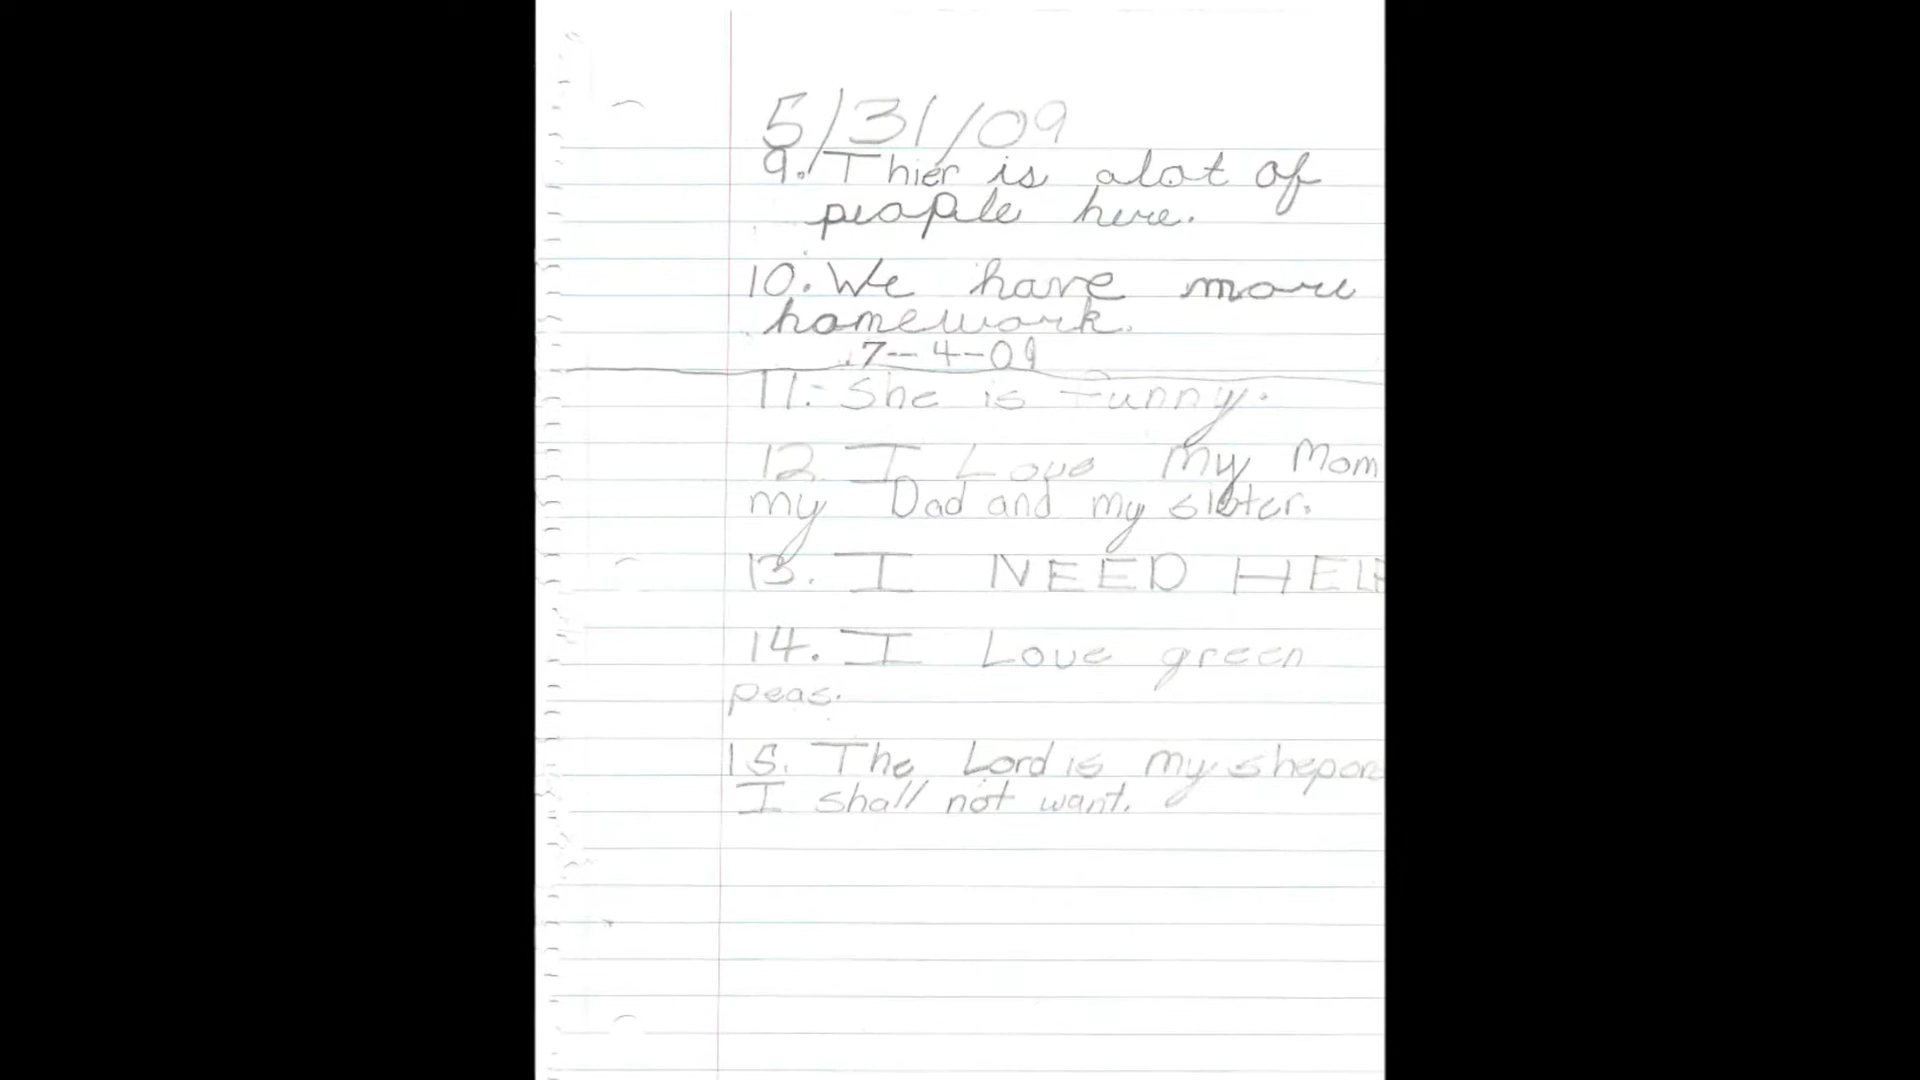 5/31/09
9. Thier is alot of
people here.
10. We have more
homework.
7-4-09
11. She is funny.
12. I Love my Mom
my Dad and my sister.
13. I NEED HELP
14. I Love green
peas.
15. The Lord is my shepor
I shall not want.